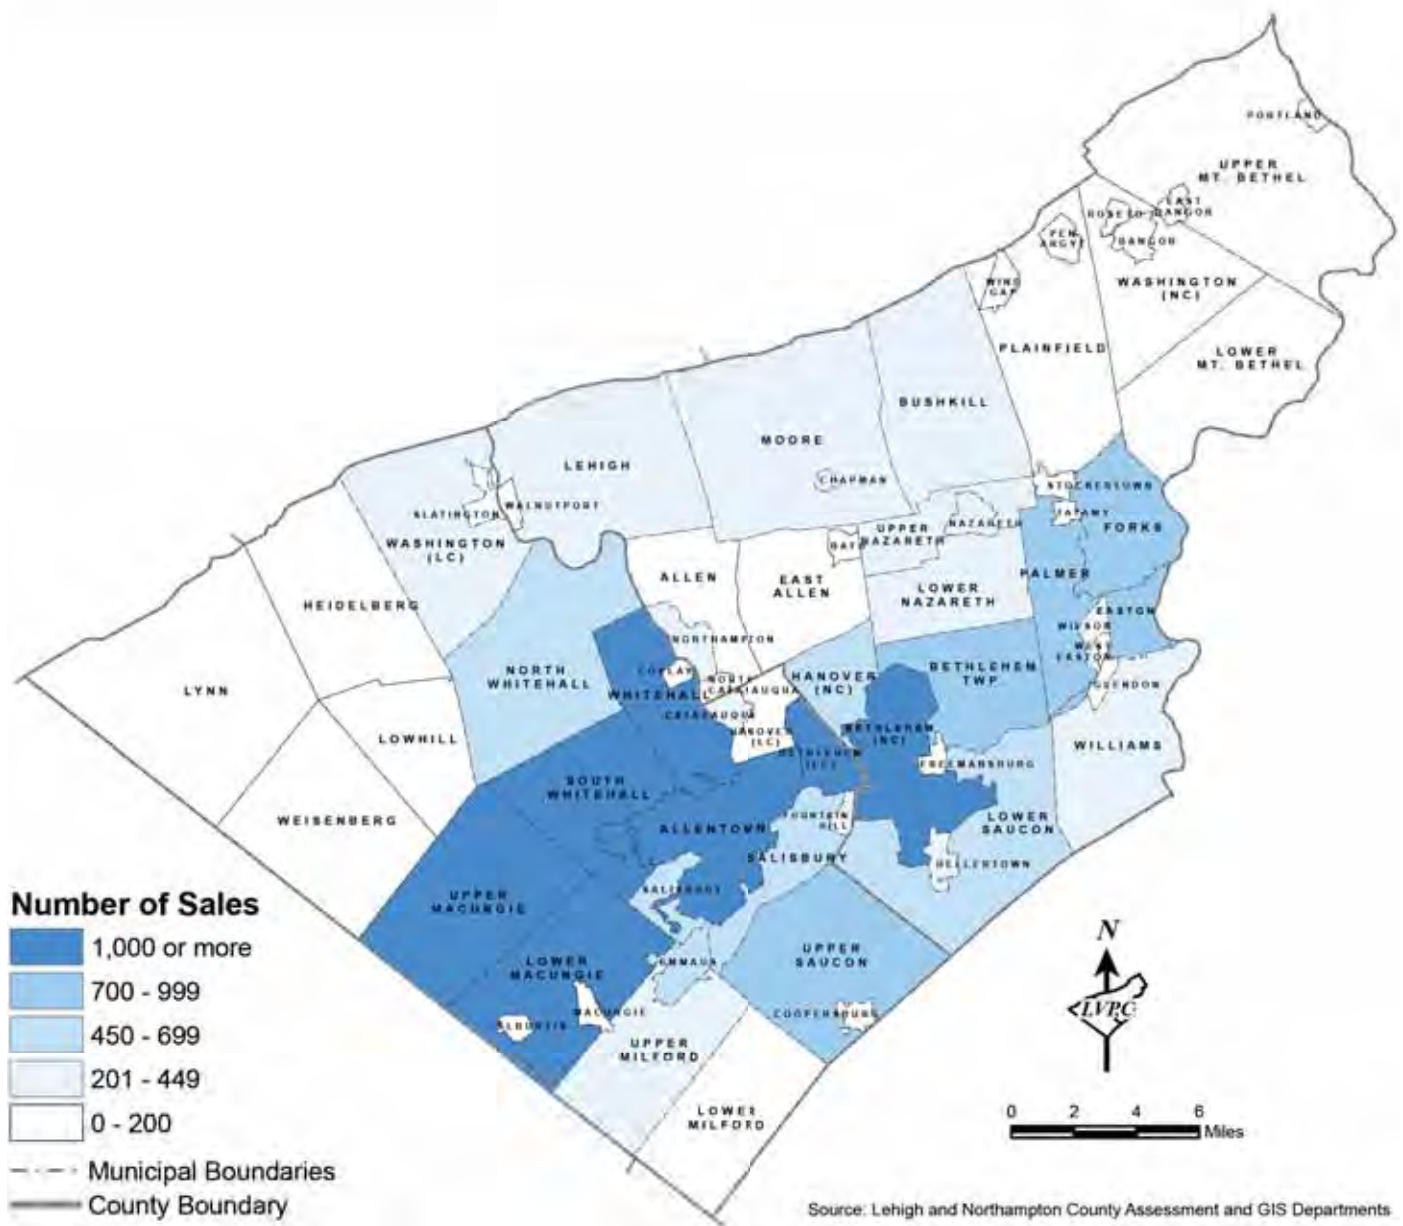 PORTLAND
UPPER
MT. BETHEL
EAST
BANGOR
ROSETO
PEN
ARGYL
BANGOR
WIND
GAP
WASHINGTON
(NC)
PLAINFIELD
LOWER
MT. BETHEL
BUSHKILL
MOORE
LEHIGH
CHAPMAN
STOCKERTOWN
SLATINGTON
WALNUTPORT
TATAMY
NAZARETH
FORKS
UPPER
NAZARETH
BATH
WASHINGTON
(LC)
ALLEN
EAST
ALLEN
PALMER
LOWER
NAZARETH
HEIDELBERG
EASTON
WILSON
WEST
EASTON
NORTHAMPTON
NORTH
WHITEHALL
COPLAY
BETHLEHEM
TWP
HANOVER
(NC)
NORTH
CATASAUQUA
GLENDON
LYNN
WHITEHALL
CATASAUQUA
HANOVER
(LC)
BETHLEHEM
(NC)
LOWHILL
BETHLEHEM
(LC)
WILLIAMS
FREEMANSBURG
SOUTH
WHITEHALL
WEISENBERG
FOUNTAIN
HILL
LOWER
SAUCON
ALLENTOWN
SALISBURY
HELLERTOWN
SALISBURY
UPPER
MACUNGIE
UPPER
SAUCON
LOWER
MACUNGIE
EMMAUS
MACUNGIE
COOPERSBURG
ALBURTIS
UPPER
MILFORD
LOWER
MILFORD
Number of Sales
1,000 or more
700 - 999
450 - 699
201 - 449
0 - 200
Municipal Boundaries
County Boundary
N
LVPC
0 2 4 6
Miles
Source: Lehigh and Northampton County Assessment and GIS Departments